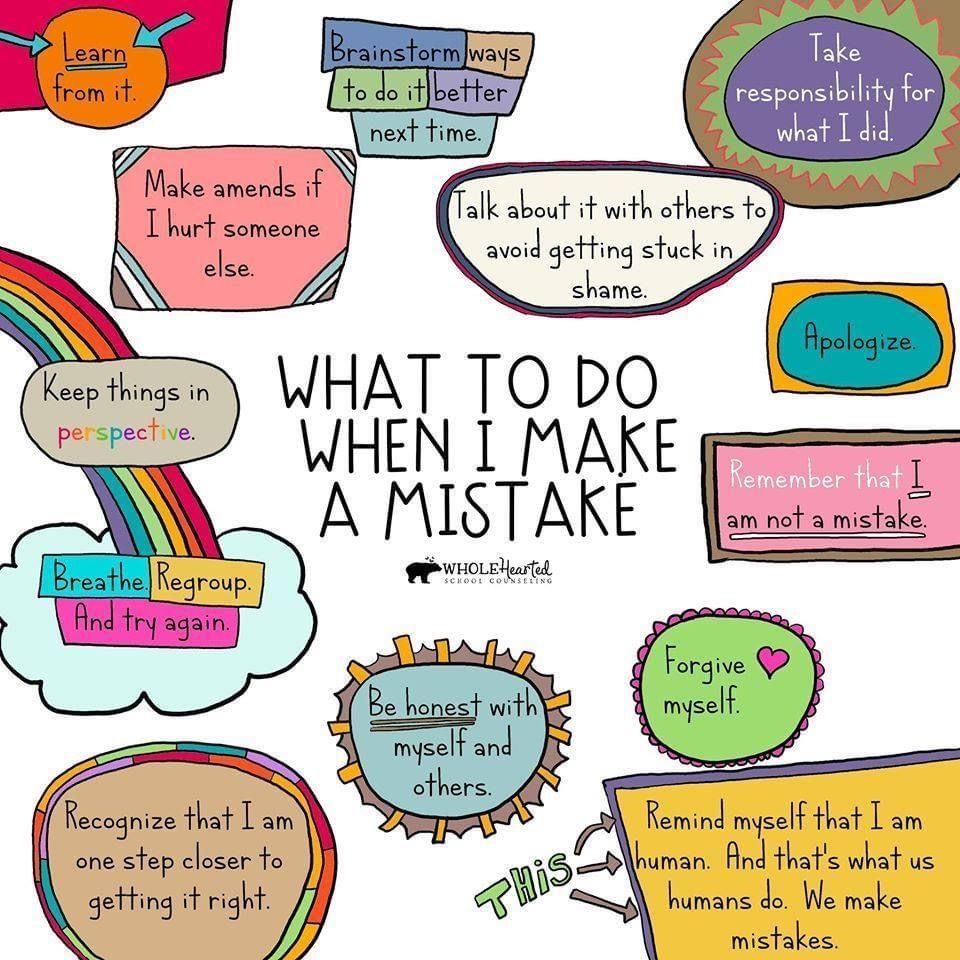 Learn
from it.
Brainstorm ways
to do it better
next time.
Take
responsibility for
what I did.
Make amends if
I hurt someone
else.
Talk about it with others to
avoid getting stuck in
shame.
Apologize.
Keep things in
perspective.
WHAT TO DO
WHEN I MAKE
A MISTAKE
WHOLEHearted
SCHOOL COUNSELING
Remember that I
am not a mistake.
Breathe. Regroup.
And try again.
Be honest with
myself and
others.
Forgive
myself.
Recognize that I am
one step closer to
getting it right.
THiS
Remind myself that I am
human. And that's what us
humans do. We make
mistakes.